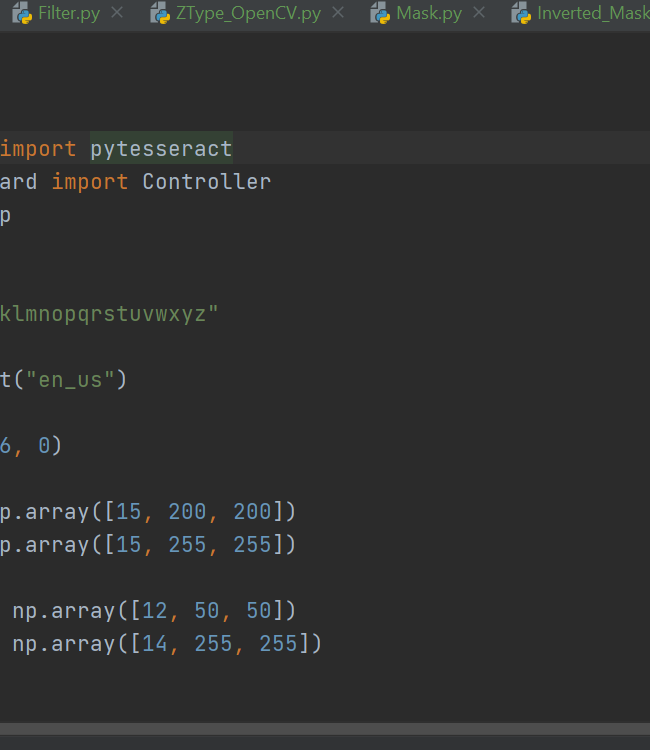 Filter.py ZType_OpenCV.py Mask.py Inverted_Mask
import pytesseract
ard import Controller
p
klmnopqrstuvwxyz"
t("en_us")
6, 0)
p.array([15, 200, 200])
p.array([15, 255, 255])
np.array([12, 50, 50])
np.array([14, 255, 255])